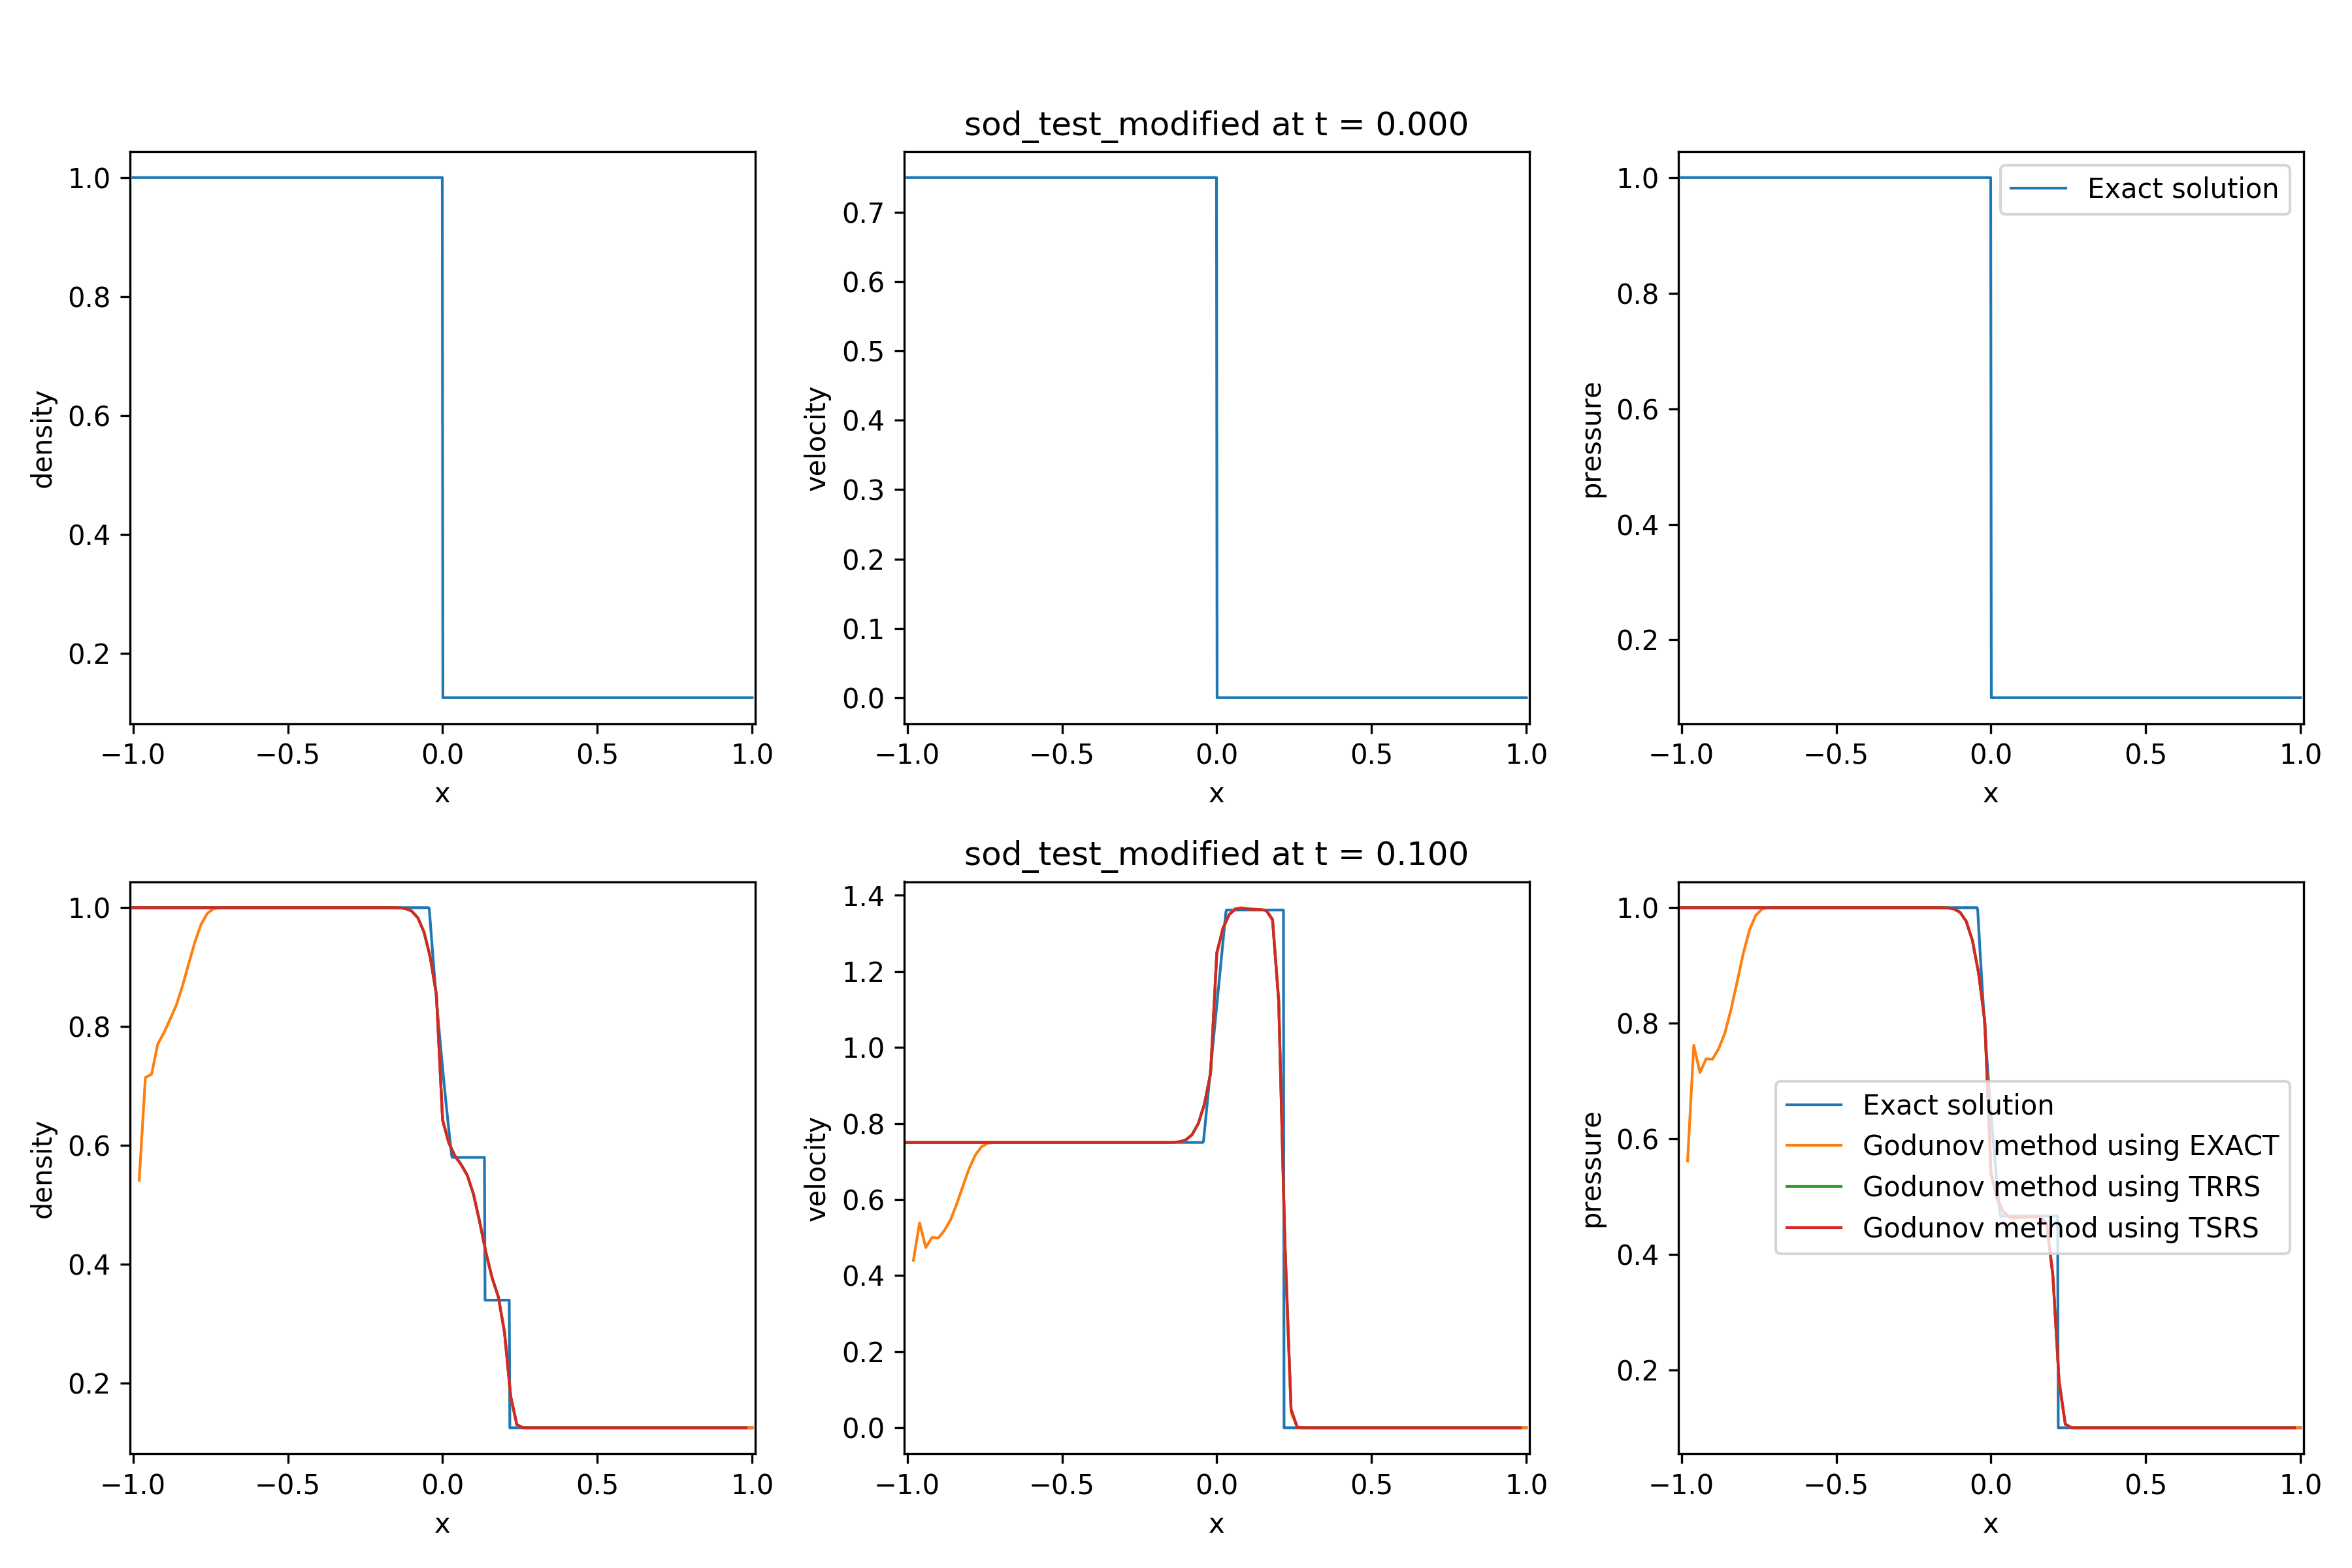 sod_test_modified at t = 0.000
density
1.0
0.8
0.6
0.4
0.2
−1.0 −0.5 0.0 0.5 1.0
x
velocity
0.7
0.6
0.5
0.4
0.3
0.2
0.1
0.0
−1.0 −0.5 0.0 0.5 1.0
x
pressure
1.0
0.8
0.6
0.4
0.2
Exact solution
−1.0 −0.5 0.0 0.5 1.0
x
sod_test_modified at t = 0.100
density
1.0
0.8
0.6
0.4
0.2
−1.0 −0.5 0.0 0.5 1.0
x
velocity
1.4
1.2
1.0
0.8
0.6
0.4
0.2
0.0
−1.0 −0.5 0.0 0.5 1.0
x
pressure
1.0
0.8
0.6
0.4
0.2
Exact solution
Godunov method using EXACT
Godunov method using TRRS
Godunov method using TSRS
−1.0 −0.5 0.0 0.5 1.0
x